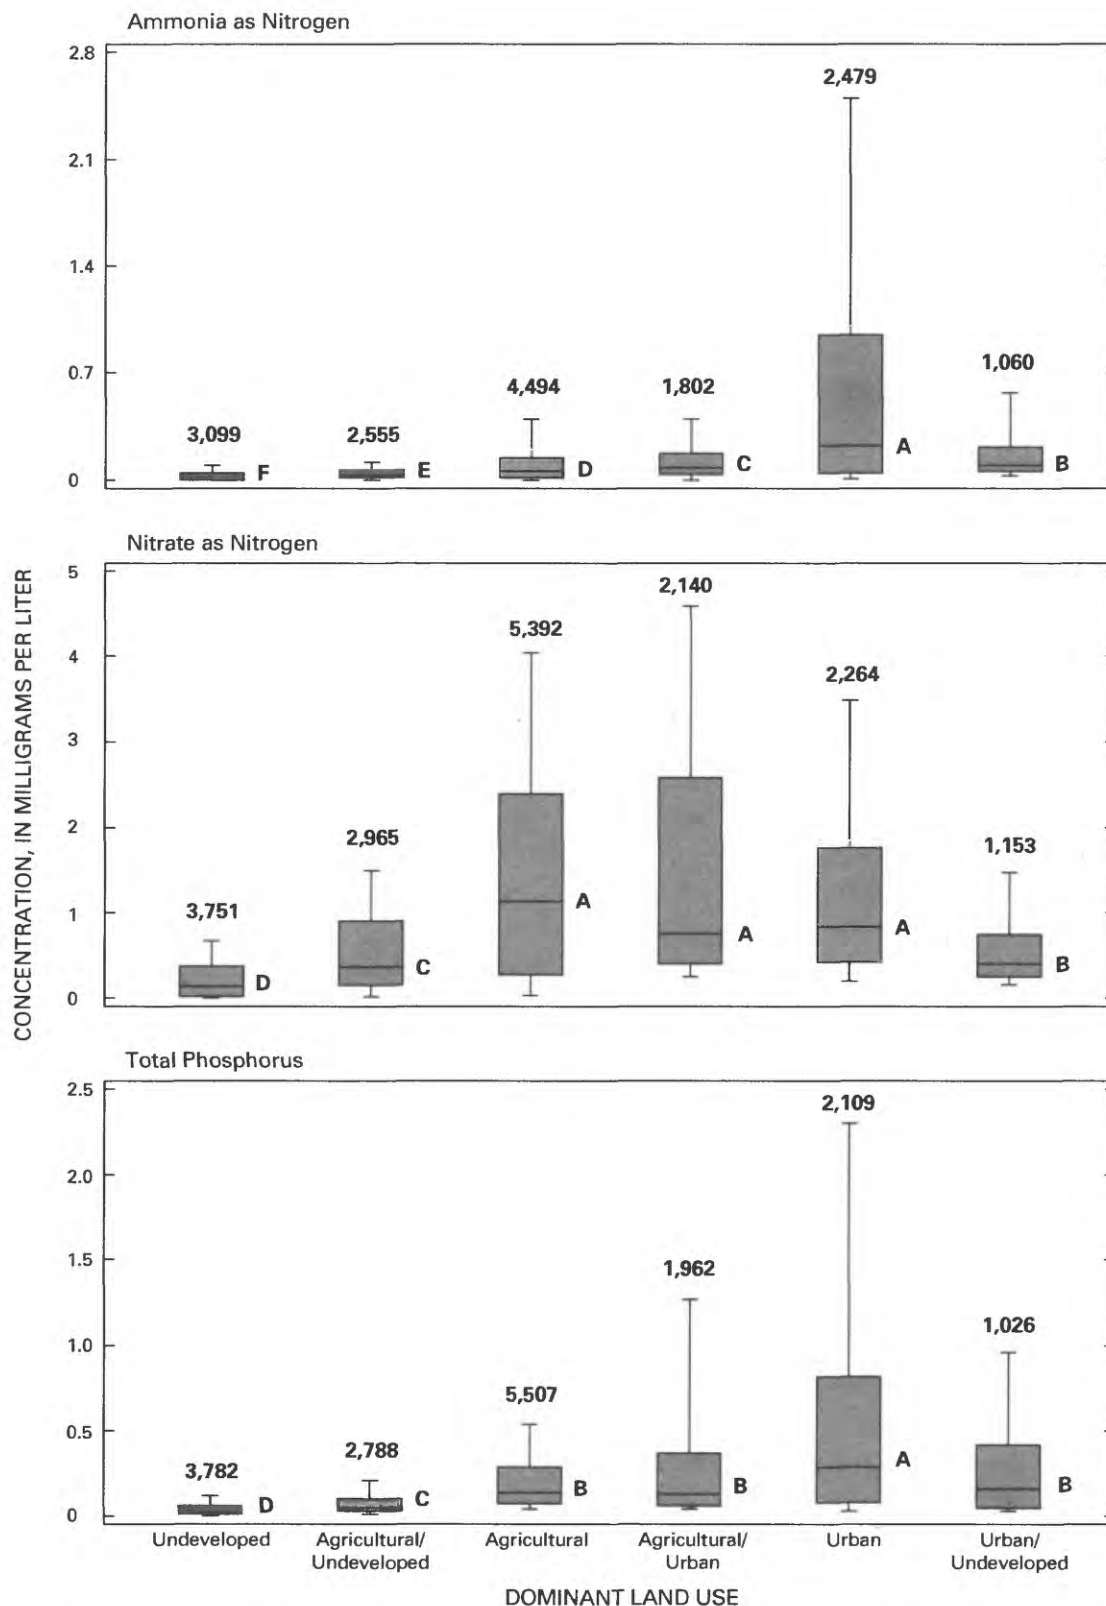 Ammonia as Nitrogen
2.8
2.1
1.4
0.7
0
3,099
2,555
4,494
1,802
2,479
1,060
F
E
D
C
A
B
CONCENTRATION, IN MILLIGRAMS PER LITER
Nitrate as Nitrogen
5
4
3
2
1
0
3,751
2,965
5,392
2,140
2,264
1,153
D
C
A
A
A
B
Total Phosphorus
2.5
2.0
1.5
1.0
0.5
0
3,782
2,788
5,507
1,962
2,109
1,026
D
C
B
B
A
B
Undeveloped
Agricultural/
Undeveloped
Agricultural
Agricultural/
Urban
Urban
Urban/
Undeveloped
DOMINANT LAND USE